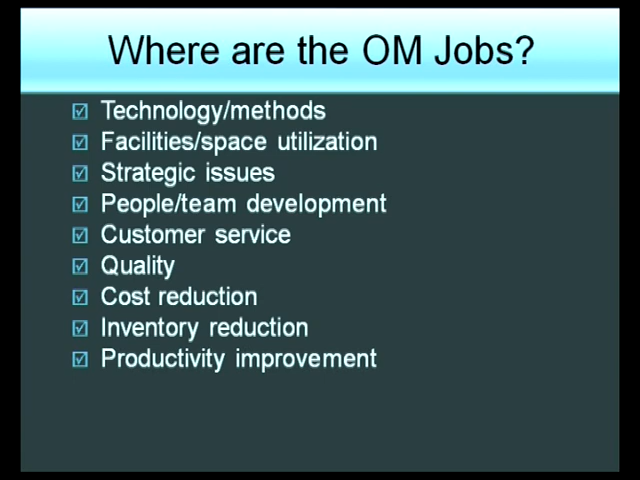 Where are the OM Jobs?
Technology/methods
Facilities/space utilization
Strategic issues
People/team development
Customer service
Quality
Cost reduction
Inventory reduction
Productivity improvement